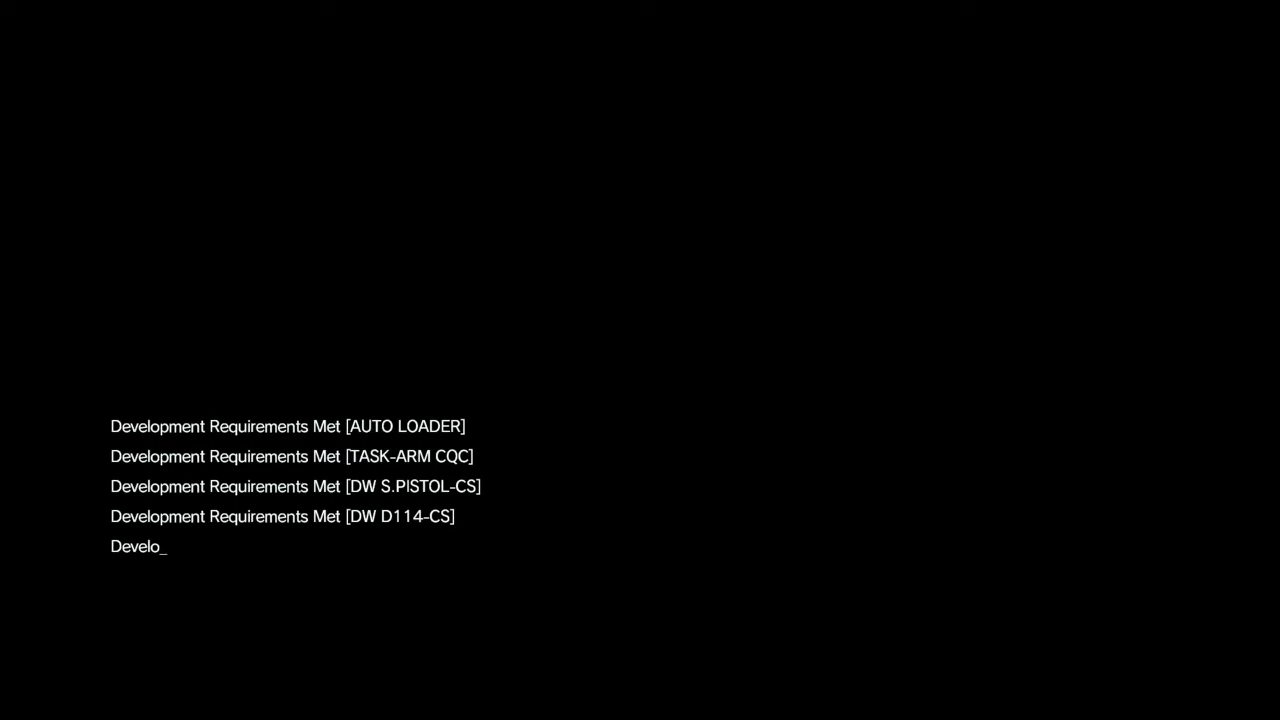 Development Requirements Met [AUTO LOADER]
Development Requirements Met [TASK-ARM CQC]
Development Requirements Met [DW S.PISTOL-CS]
Development Requirements Met [DW D114-CS]
Develo_